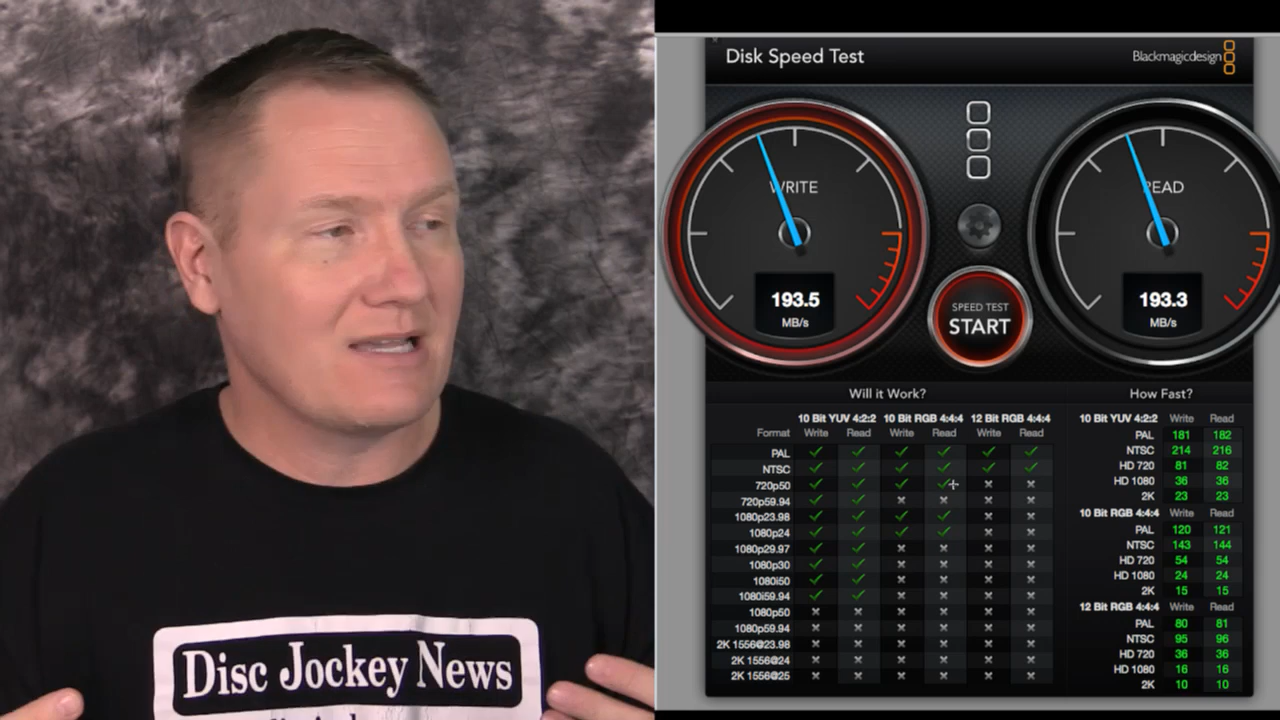 Disk Speed Test
Blackmagicdesign
WRITE
READ
193.5
MB/s
SPEED TEST
START
193.3
MB/s
Will it Work?
10 Bit YUV 4:2:2 10 Bit RGB 4:4:4 12 Bit RGB 4:4:4
Format Write Read Write Read Write Read
PAL
NTSC
720p50
720p59.94
1080p23.98
1080p24
1080p29.97
1080p30
1080i50
1080i59.94
1080p50
1080p59.94
2K 1556@23.98
2K 1556@24
2K 1556@25
How Fast?
10 Bit YUV 4:2:2 Write Read
PAL 181 182
NTSC 214 216
HD 720 81 82
HD 1080 36 36
2K 23 23
10 Bit RGB 4:4:4 Write Read
PAL 120 121
NTSC 143 144
HD 720 54 54
HD 1080 24 24
2K 15 15
12 Bit RGB 4:4:4 Write Read
PAL 80 81
NTSC 95 96
HD 720 36 36
HD 1080 16 16
2K 10 10
Disc Jockey News